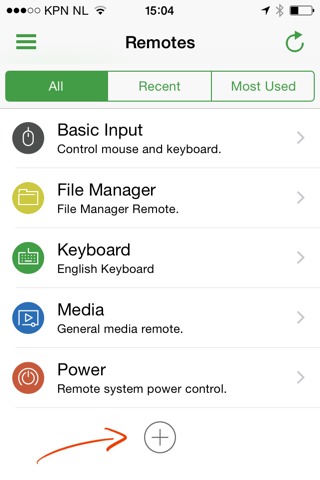 KPN NL 15:04
Remotes
All Recent Most Used
Basic Input
Control mouse and keyboard.
File Manager
File Manager Remote.
Keyboard
English Keyboard
Media
General media remote.
Power
Remote system power control.